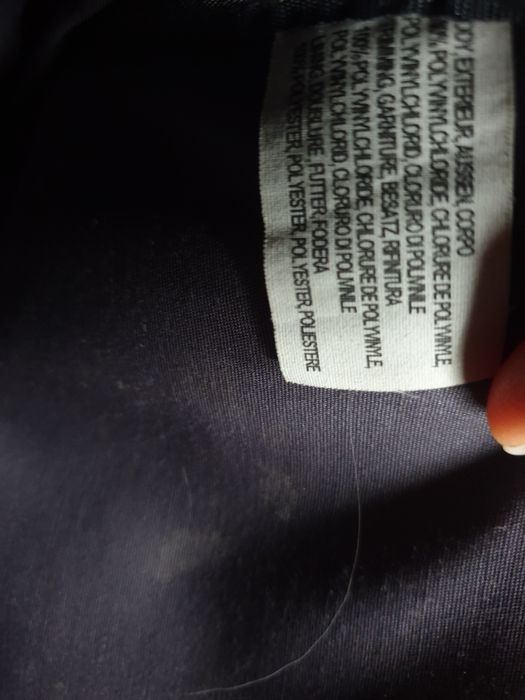 BODY, EXTERIEUR, AUSSEN, CORPO
100% POLYVINYLCHLORIDE, CHLORURE DE POLYVINYLE,
POLYVINYLCHLORID, CLORURO DI POLIVINILE
TRIMMING, GARNITURE, BESATZ, RIFINITURA
100% POLYVINYLCHLORIDE, CHLORURE DE POLYVINYLE,
POLYVINYLCHLORID, CLORURO DI POLIVINILE
LINING, DOUBLURE, FUTTER, FODERA
100% POLYESTER, POLYESTER, POLYESTER, POLIESTERE